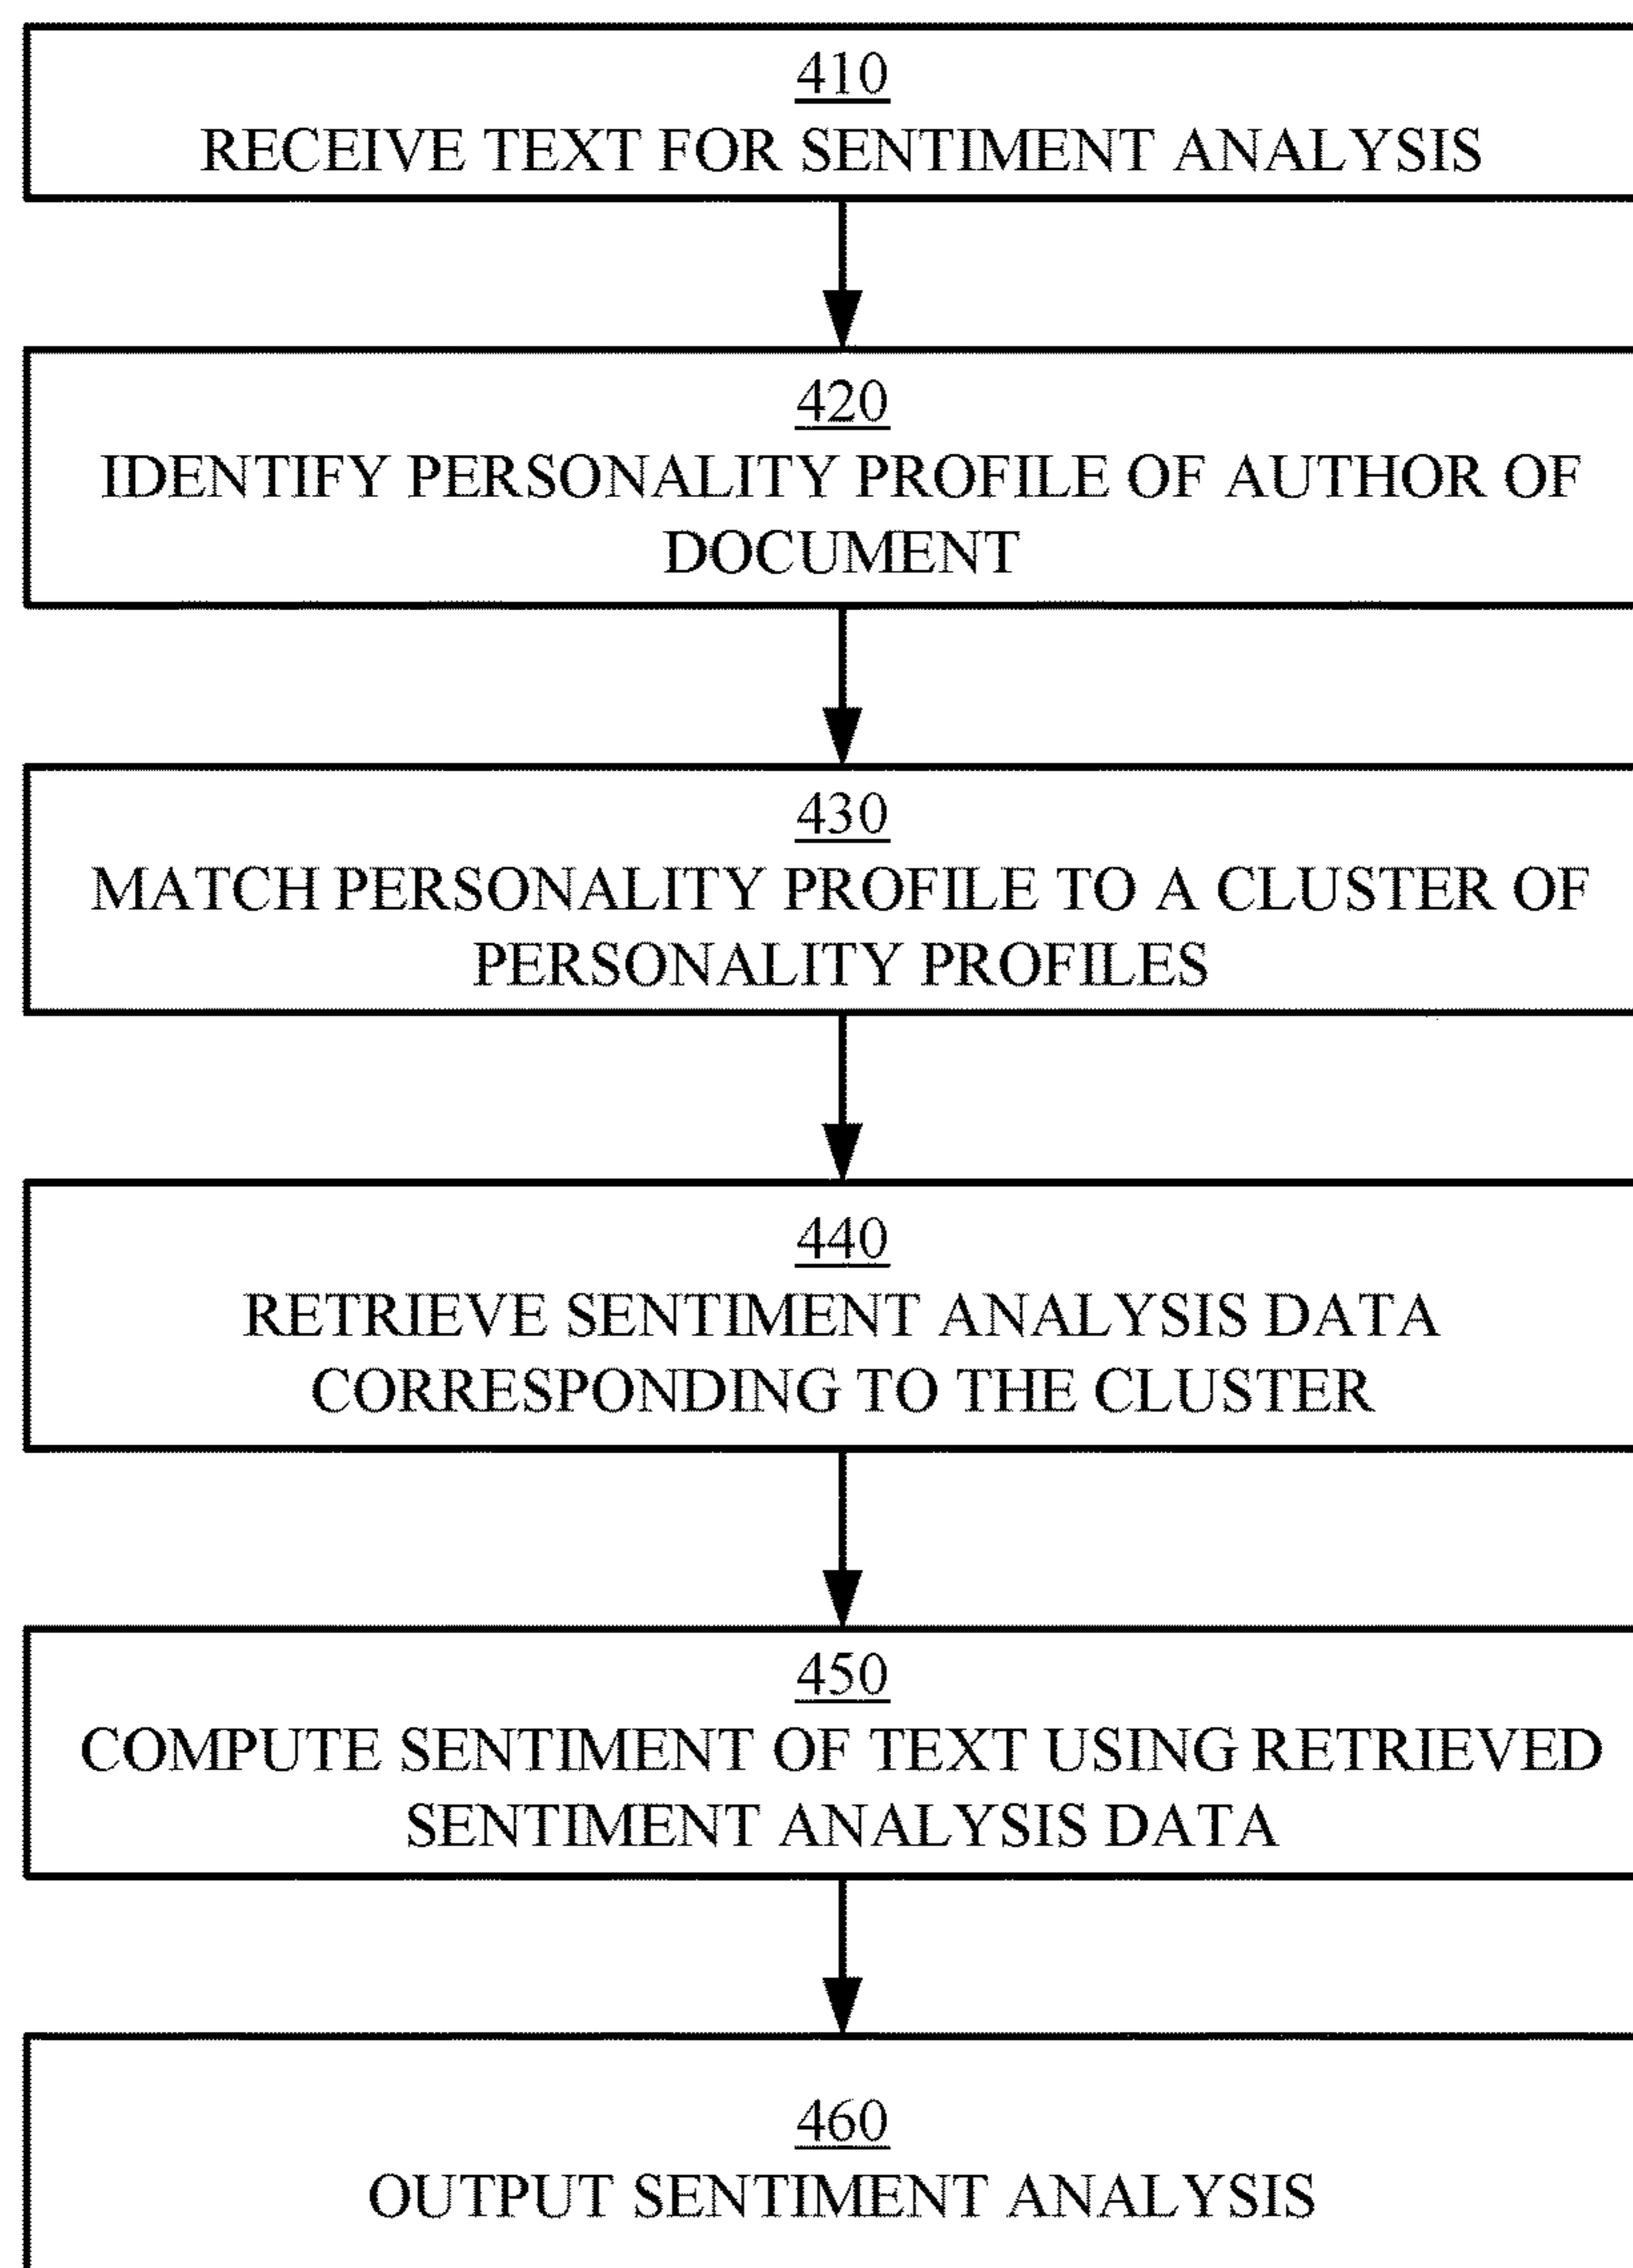 410
RECEIVE TEXT FOR SENTIMENT ANALYSIS
420
IDENTIFY PERSONALITY PROFILE OF AUTHOR OF
DOCUMENT
430
MATCH PERSONALITY PROFILE TO A CLUSTER OF
PERSONALITY PROFILES
440
RETRIEVE SENTIMENT ANALYSIS DATA
CORRESPONDING TO THE CLUSTER
450
COMPUTE SENTIMENT OF TEXT USING RETRIEVED
SENTIMENT ANALYSIS DATA
460
OUTPUT SENTIMENT ANALYSIS